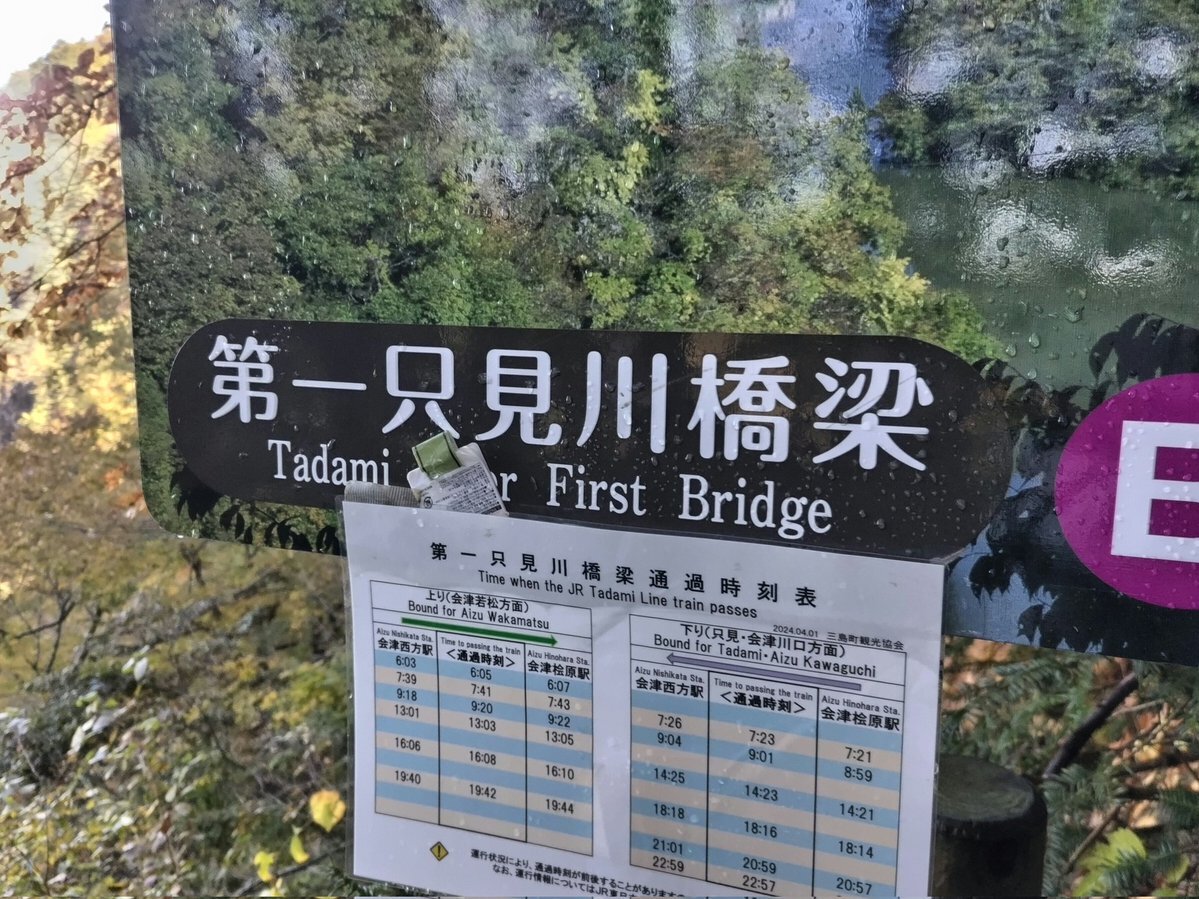 第一只見川橋梁
Tadami First Bridge
E
第一只見川橋梁通過時刻表
Time when the JR Tadami Line train passes
2024.04.01 三島町観光協会
上り(会津若松方面)
Bound for Aizu Wakamatsu
Aizu Nishikata Sta. Time to passing the train Aizu Hinohara Sta.
会津西方駅 <通過時刻> 会津桧原駅
6:03 6:05 6:07
7:39 7:41 7:43
9:18 9:20 9:22
13:01 13:03 13:05
16:06 16:08 16:10
19:40 19:42 19:44
下り(只見・会津川口方面)
Bound for Tadami・Aizu Kawaguchi
Aizu Nishikata Sta. Time to passing the train Aizu Hinohara Sta.
会津西方駅 <通過時刻> 会津桧原駅
7:26 7:23 7:21
9:04 9:01 8:59
14:25 14:23 14:21
18:18 18:16 18:14
21:01 20:59 20:57
22:59 22:57
運行状況により、通過時刻が前後することがあります
なお、運行情報についてはJR東日